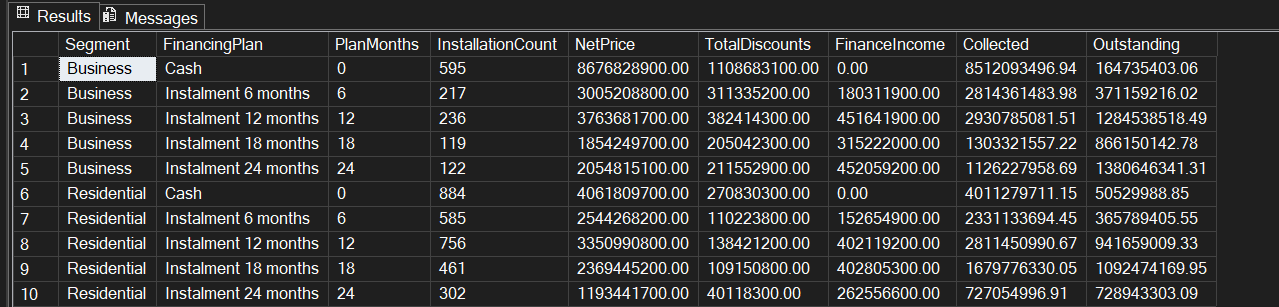 Results Messages
Segment FinancingPlan PlanMonths InstallationCount NetPrice TotalDiscounts FinanceIncome Collected Outstanding
1 Business Cash 0 595 8676828900.00 1108683100.00 0.00 8512093496.94 164735403.06
2 Business Instalment 6 months 6 217 3005208800.00 311335200.00 180311900.00 2814361483.98 371159216.02
3 Business Instalment 12 months 12 236 3763681700.00 382414300.00 451641900.00 2930785081.51 1284538518.49
4 Business Instalment 18 months 18 119 1854249700.00 205042300.00 315222000.00 1303321557.22 866150142.78
5 Business Instalment 24 months 24 122 2054815100.00 211552900.00 452059200.00 1126227958.69 1380646341.31
6 Residential Cash 0 884 4061809700.00 270830300.00 0.00 4011279711.15 50529988.85
7 Residential Instalment 6 months 6 585 2544268200.00 110223800.00 152654900.00 2331133694.45 365789405.55
8 Residential Instalment 12 months 12 756 3350990800.00 138421200.00 402119200.00 2811450990.67 941659009.33
9 Residential Instalment 18 months 18 461 2369445200.00 109150800.00 402805300.00 1679776330.05 1092474169.95
10 Residential Instalment 24 months 24 302 1193441700.00 40118300.00 262556600.00 727054996.91 728943303.09